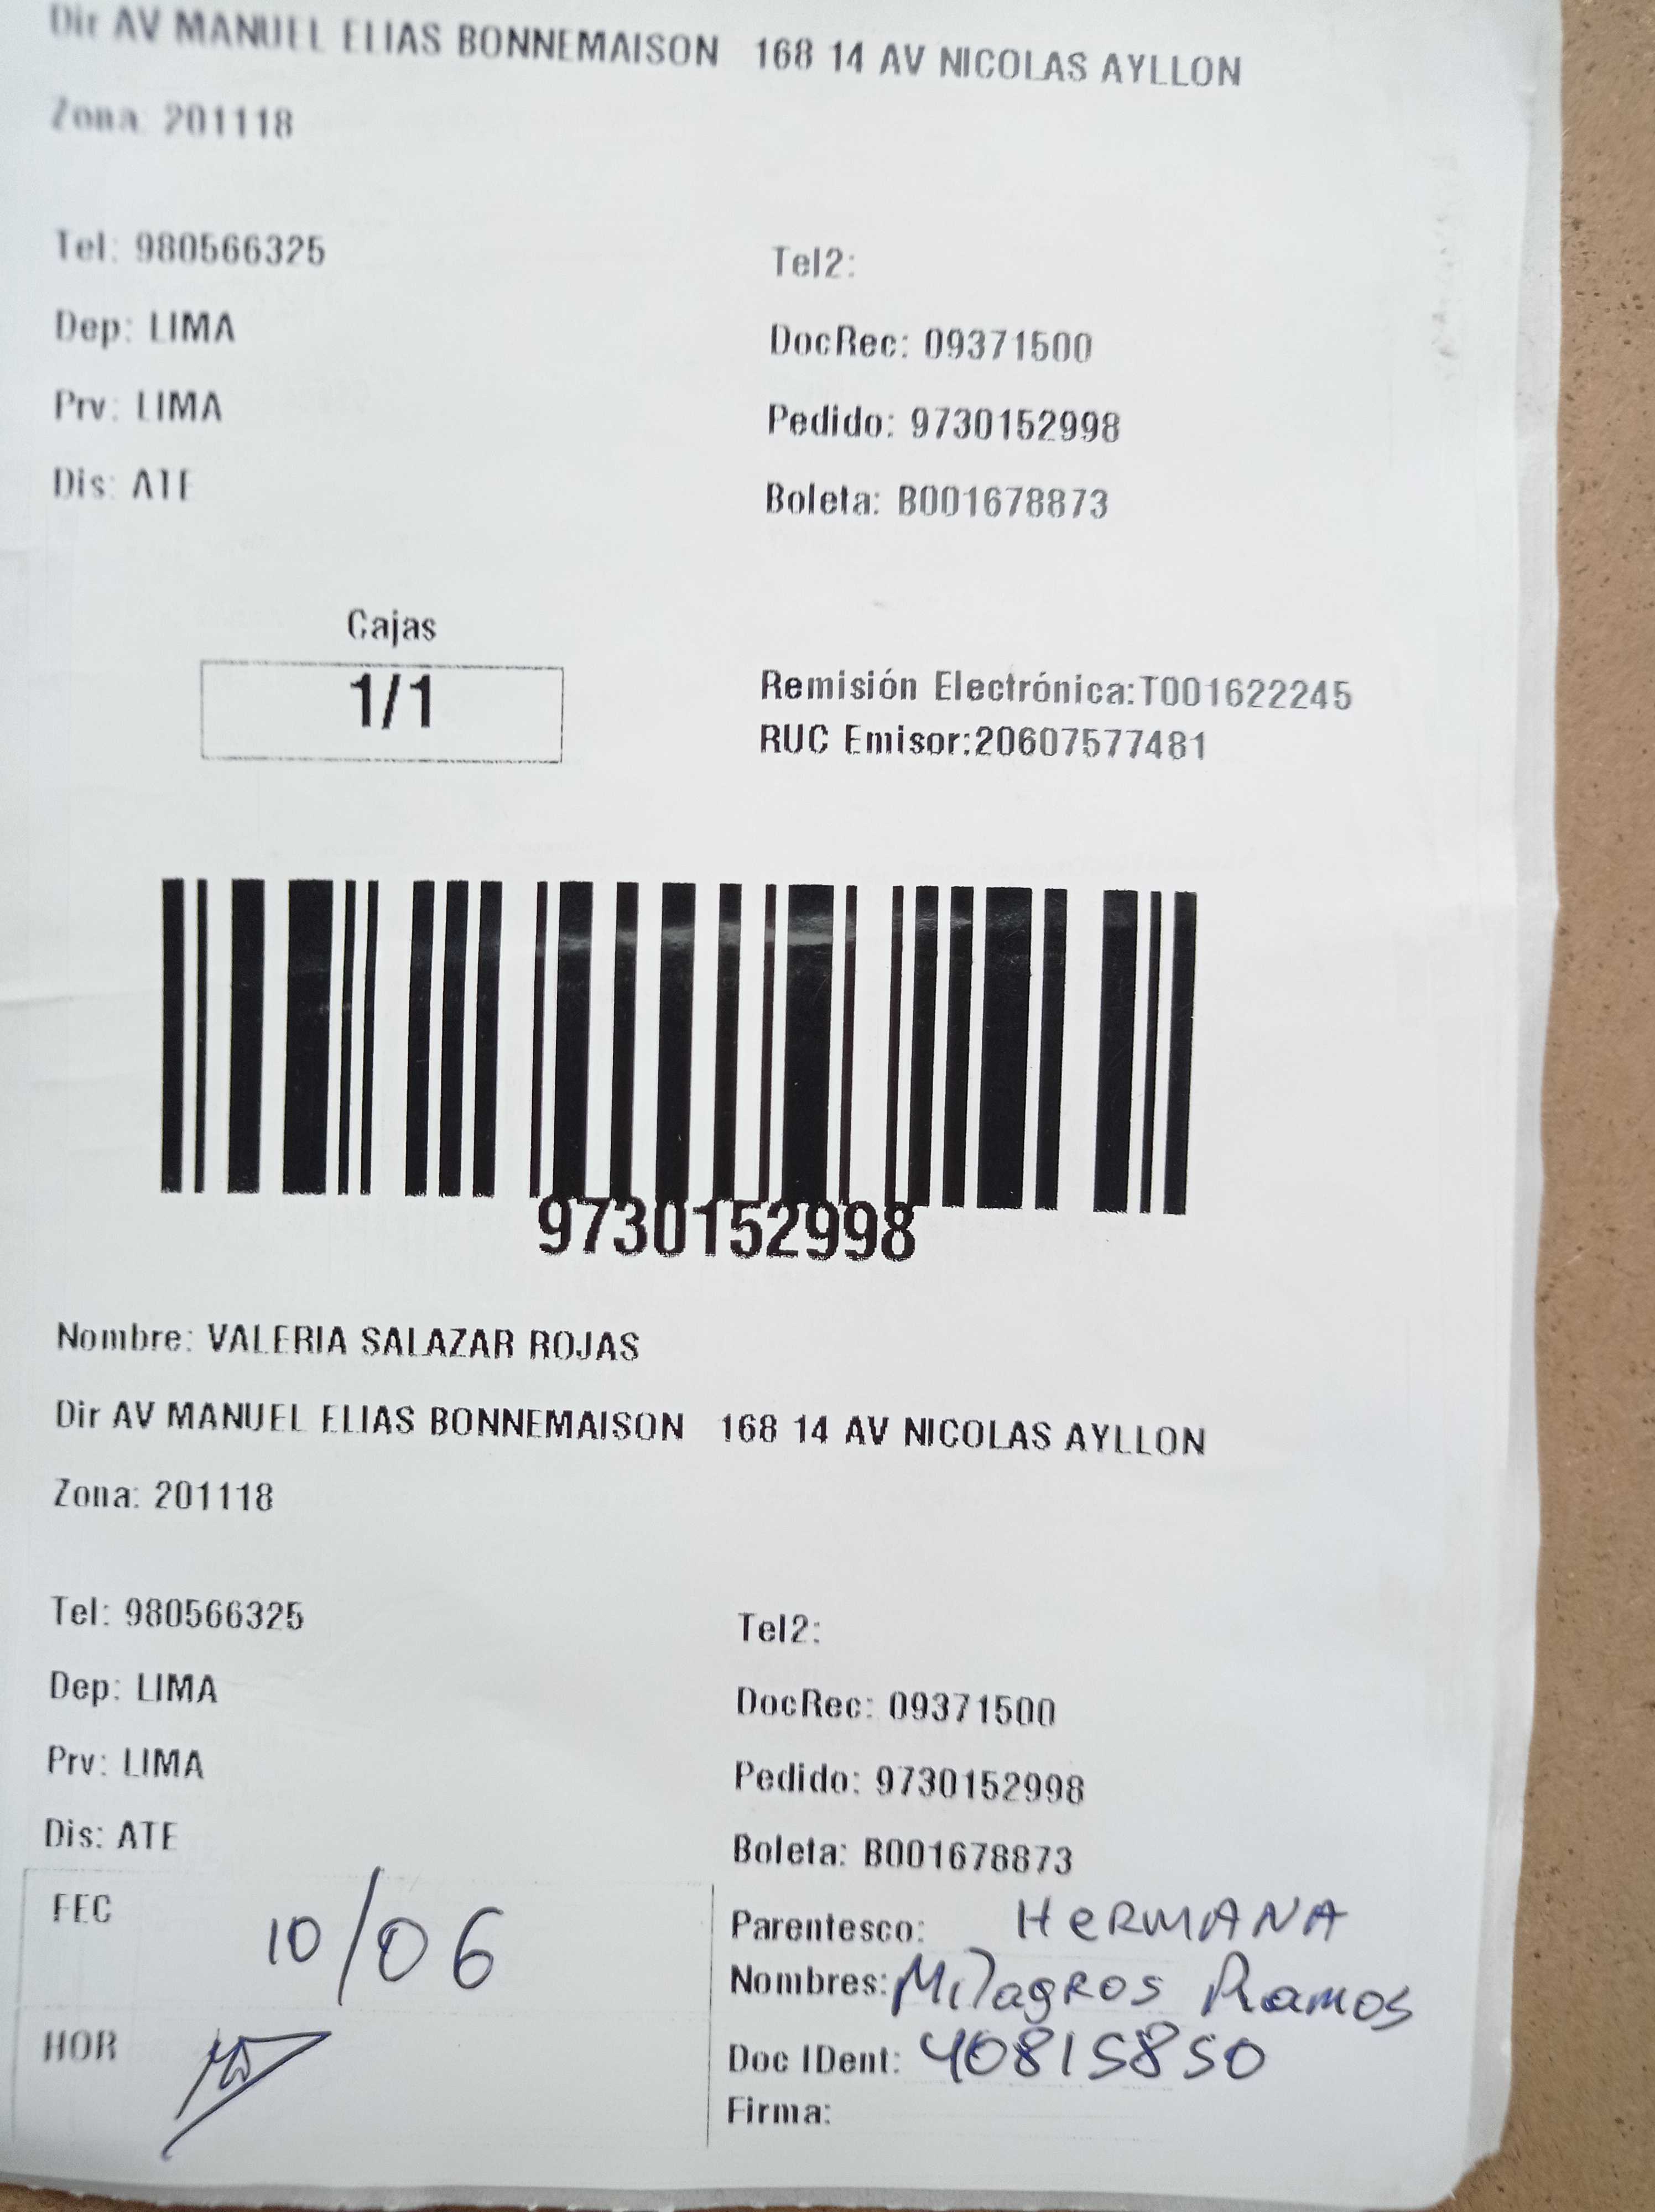 Dir AV MANUEL ELIAS BONNEMAISON 168 14 AV NICOLAS AYLLON
Zona: 201118
Tel: 980566325
Tel2:
Dep: LIMA
DocRec: 09371500
Prv: LIMA
Pedido: 9730152998
Dis: ATE
Boleta: B001678873
Cajas
1/1
Remisión Electrónica:T001622245
RUC Emisor:20607577481
9730152998
Nombre: VALERIA SALAZAR ROJAS
Dir AV MANUEL ELIAS BONNEMAISON 168 14 AV NICOLAS AYLLON
Zona: 201118
Tel: 980566325
Tel2:
Dep: LIMA
DocRec: 09371500
Prv: LIMA
Pedido: 9730152998
Dis: ATE
Boleta: B001678873
FEC 10/06
Parentesco: HeRMANA
Nombres: MilagRos Ramos
HOR
Doc IDent: 40815850
Firma: